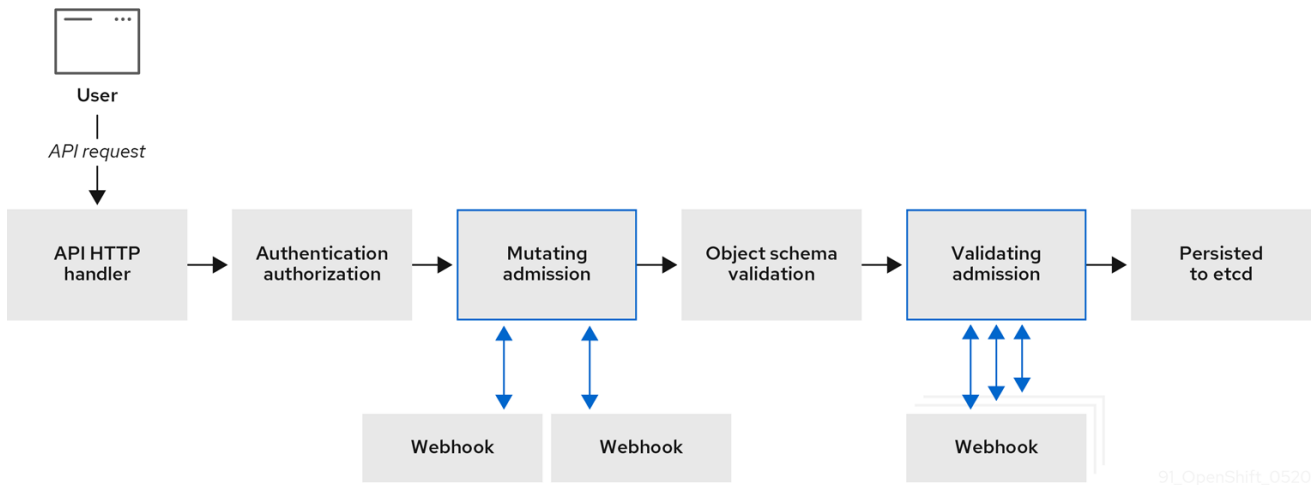 User
API request
API HTTP
handler
Authentication
authorization
Mutating
admission
Object schema
validation
Validating
admission
Persisted
to etcd
Webhook
Webhook
Webhook
91_OpenShift_0520